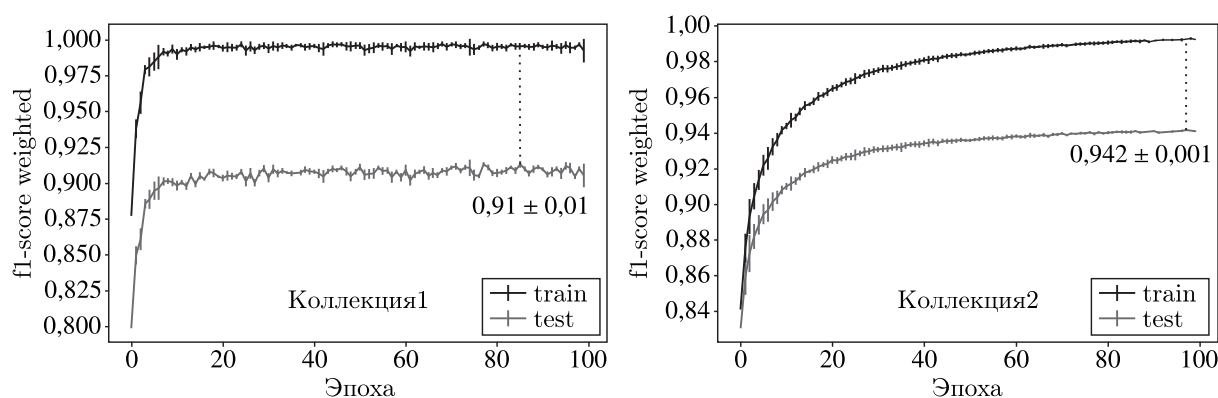 f1-score weighted
1,000
0,975
0,950
0,925
0,900
0,875
0,850
0,825
0,800
0,91 ± 0,01
Коллекция1
train
test
0 20 40 60 80 100
Эпоха
f1-score weighted
1,00
0,98
0,96
0,94
0,92
0,90
0,88
0,86
0,84
0,942 ± 0,001
Коллекция2
train
test
0 20 40 60 80 100
Эпоха